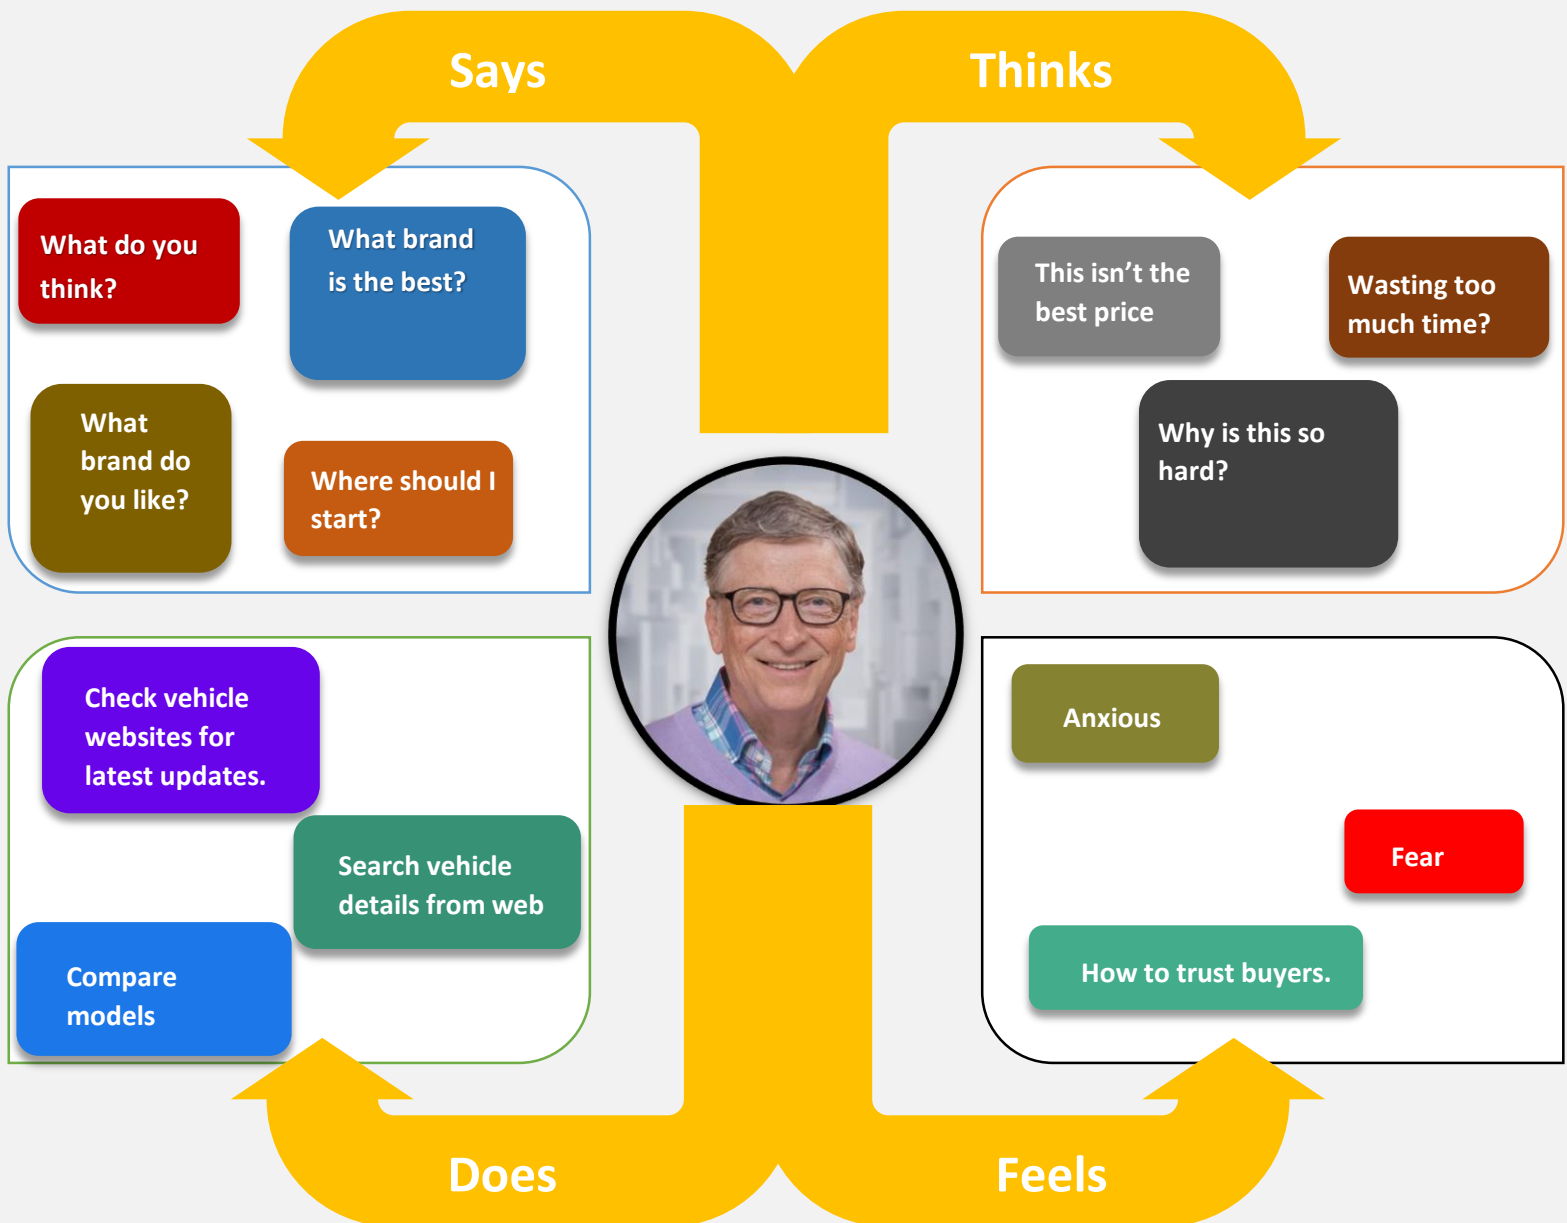 Says
Thinks
What do you
think?
What brand
is the best?
What
brand do
you like?
Where should I
start?
This isn’t the
best price
Wasting too
much time?
Why is this so
hard?
Check vehicle
websites for
latest updates.
Search vehicle
details from web
Compare
models
Anxious
Fear
How to trust buyers.
Does
Feels